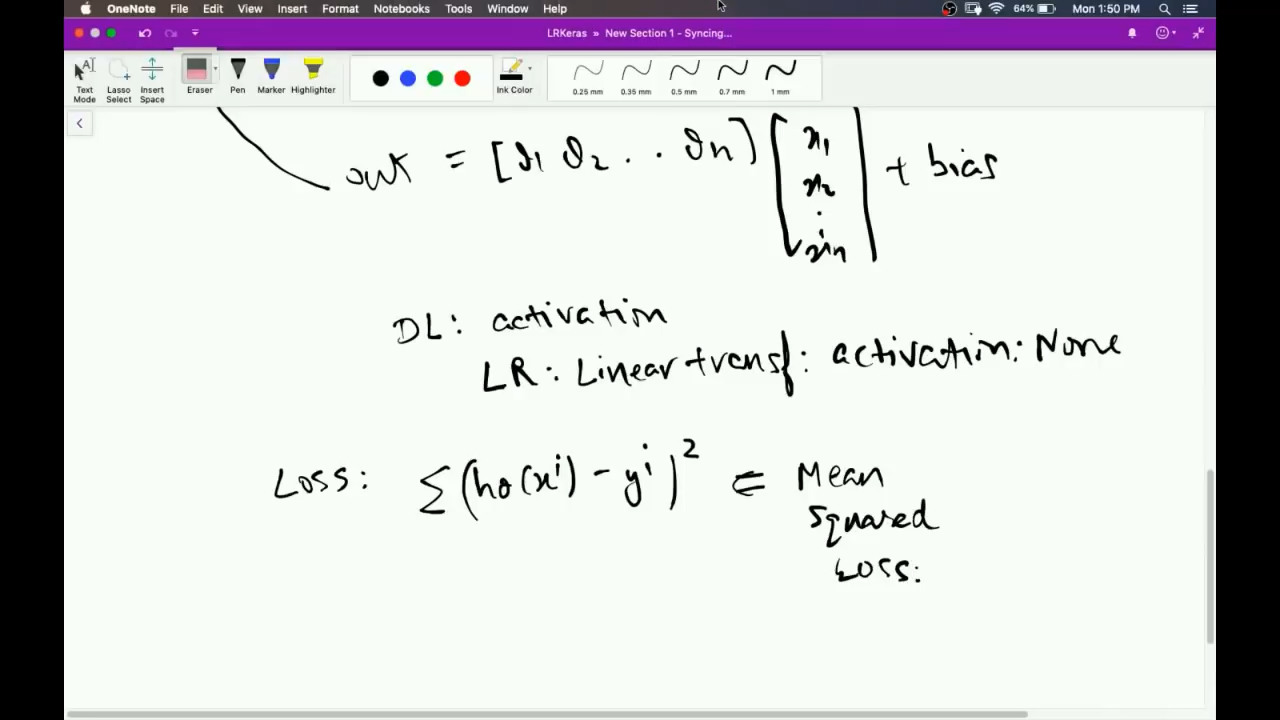 OneNote File Edit View Insert Format Notebooks Tools Window Help 64% Mon 1:50 PM
LRKeras » New Section 1 - Syncing...
Text Mode Lasso Select Insert Space Eraser Pen Marker Highlighter Ink Color 0.25 mm 0.35 mm 0.5 mm 0.7 mm 1 mm
out = [θ1 θ2 . . θn] [x1 x2 . . xn] + bias
DL: activation
LR: Linear transf: activation: None
Loss: Σ(hθ(x^i) - y^i)^2 ⇐ Mean
Squared
Loss: